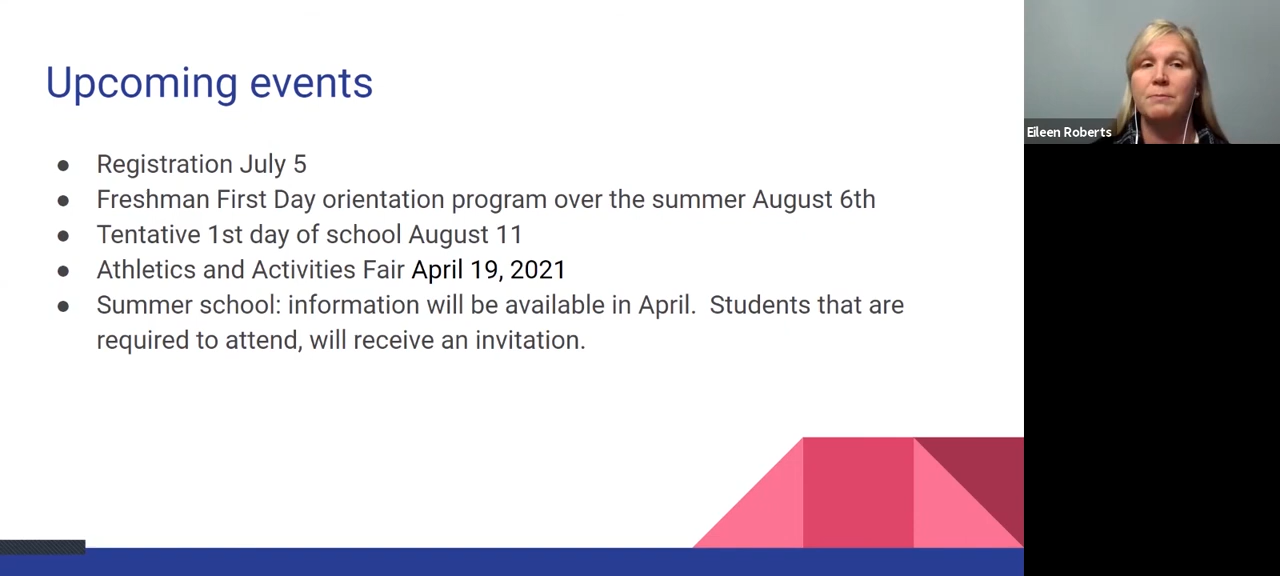 Upcoming events
● Registration July 5
● Freshman First Day orientation program over the summer August 6th
● Tentative 1st day of school August 11
● Athletics and Activities Fair April 19, 2021
● Summer school: information will be available in April.  Students that are
required to attend, will receive an invitation.
Eileen Roberts